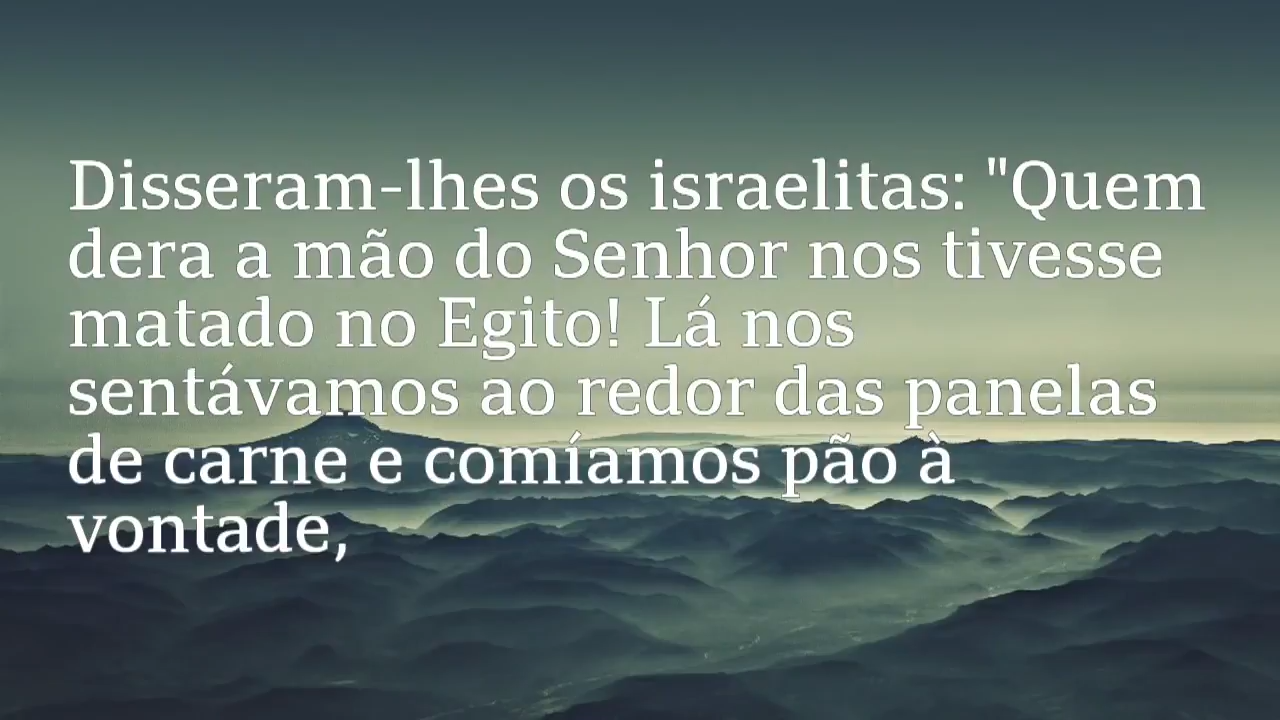 Disseram-lhes os israelitas: "Quem
dera a mão do Senhor nos tivesse
matado no Egito! Lá nos
sentávamos ao redor das panelas
de carne e comíamos pão à
vontade,